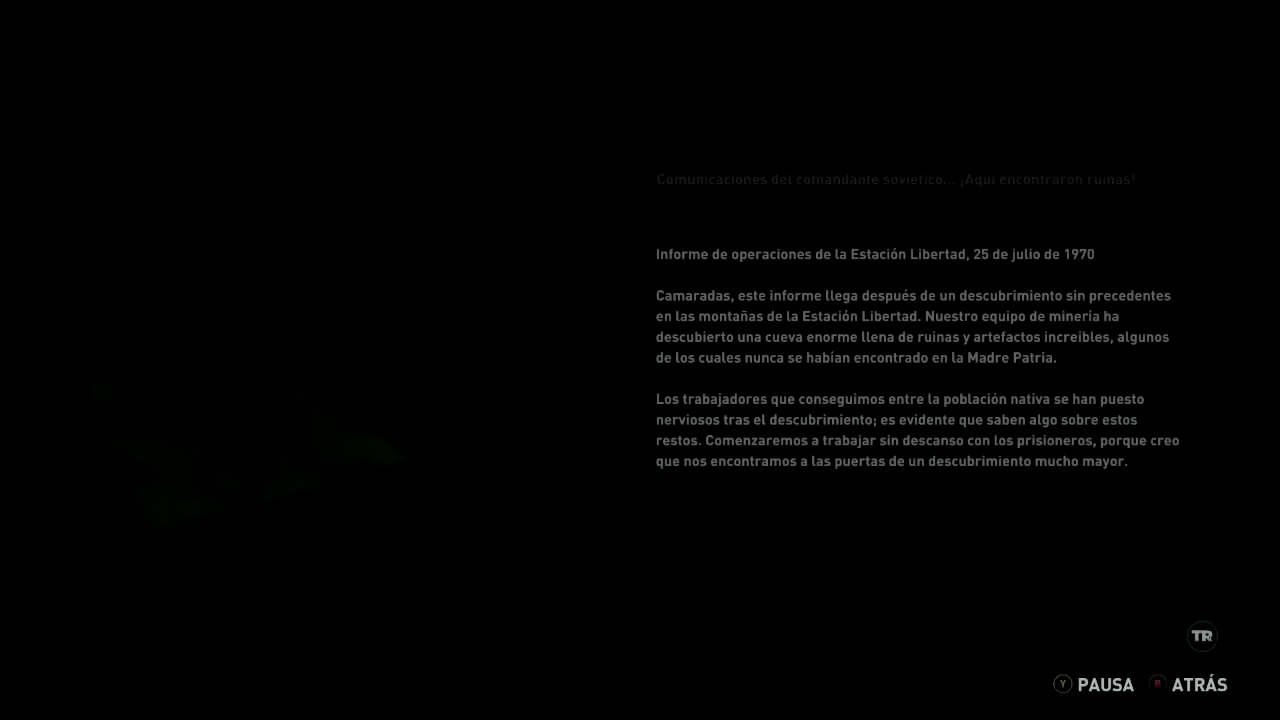 Comunicaciones del comandante soviético... ¡Aquí encontraron ruinas!
Informe de operaciones de la Estación Libertad, 25 de julio de 1970
Camaradas, este informe llega después de un descubrimiento sin precedentes
en las montañas de la Estación Libertad. Nuestro equipo de minería ha
descubierto una cueva enorme llena de ruinas y artefactos increíbles, algunos
de los cuales nunca se habían encontrado en la Madre Patria.
Los trabajadores que conseguimos entre la población nativa se han puesto
nerviosos tras el descubrimiento; es evidente que saben algo sobre estos
restos. Comenzaremos a trabajar sin descanso con los prisioneros, porque creo
que nos encontramos a las puertas de un descubrimiento mucho mayor.
TR
Y PAUSA B ATRÁS